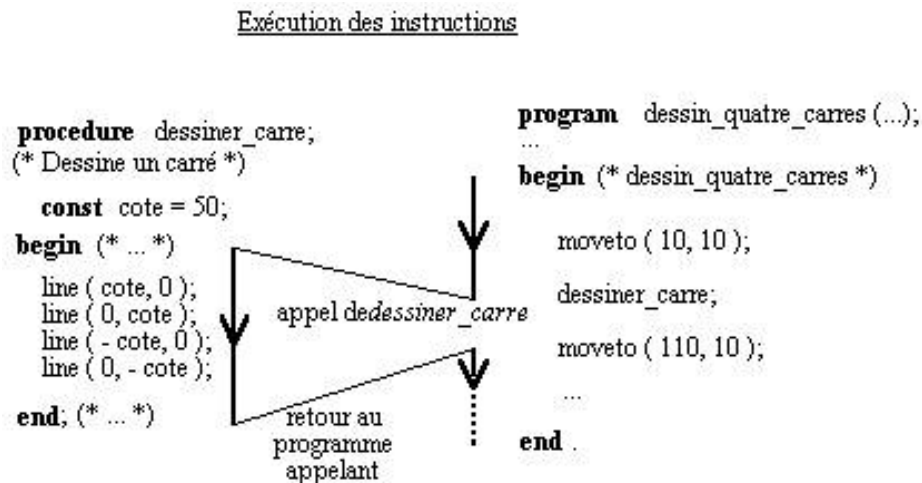 Exécution des instructions
procedure dessiner_carre;
(* Dessine un carré *)
const cote = 50;
begin (* ... *)
line ( cote, 0 );
line ( 0, cote );
line ( - cote, 0 );
line ( 0, - cote );
end; (* ... *)
appel dedessiner_carre
retour au
programme
appelant
program dessin_quatre_carres (...);
...
begin (* dessin_quatre_carres *)
moveto ( 10, 10 );
dessiner_carre;
moveto ( 110, 10 );
...
end .